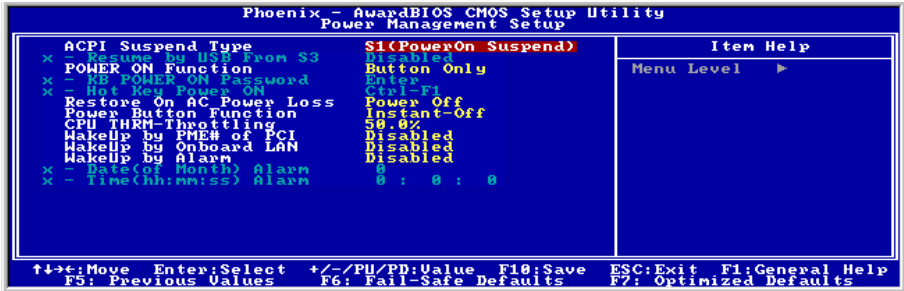 Phoenix - AwardBIOS CMOS Setup Utility
Power Management Setup
ACPI Suspend Type S1(PowerOn Suspend)
x - Resume by USB From S3 Disabled
POWER ON Function Button Only
x - KB POWER ON Password Enter
x - Hot Key Power ON Ctrl-F1
Restore On AC Power Loss Power Off
Power Button Function Instant-Off
CPU THRM-Throttling 50.0%
WakeUp by PME# of PCI Disabled
WakeUp by Onboard LAN Disabled
WakeUp by Alarm Disabled
x - Date(of Month) Alarm 0
x - Time(hh:mm:ss) Alarm 0 : 0 : 0
Item Help
Menu Level ►
↑↓→←:Move Enter:Select +/-/PU/PD:Value F10:Save ESC:Exit F1:General Help
F5: Previous Values F6: Fail-Safe Defaults F7: Optimized Defaults